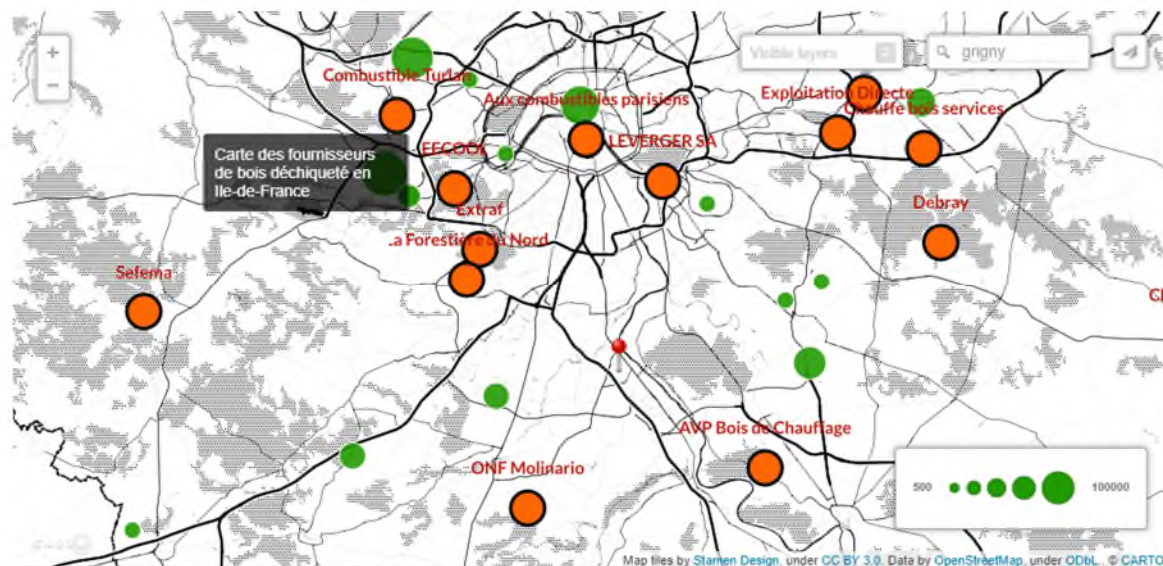 +
−
Visible layers
grigny
Combustible Turlan
Aux combustibles parisiens
Exploitation Directe
Chauffe bois services
LEVERGER SA
Carte des fournisseurs
de bois déchiqueté en
Ile-de-France
Extraf
Debray
.a Forestière du Nord
Sefema
AVP Bois de Chauffage
ONF Molinario
500
100000
Map tiles by Stamen Design, under CC BY 3.0. Data by OpenStreetMap, under ODbL., © CARTO